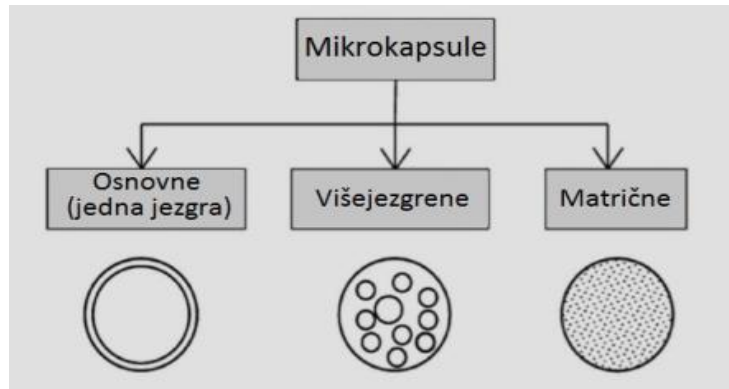 Mikrokapsule
Osnovne
(jedna jezgra)
Višejezgrene
Matrične